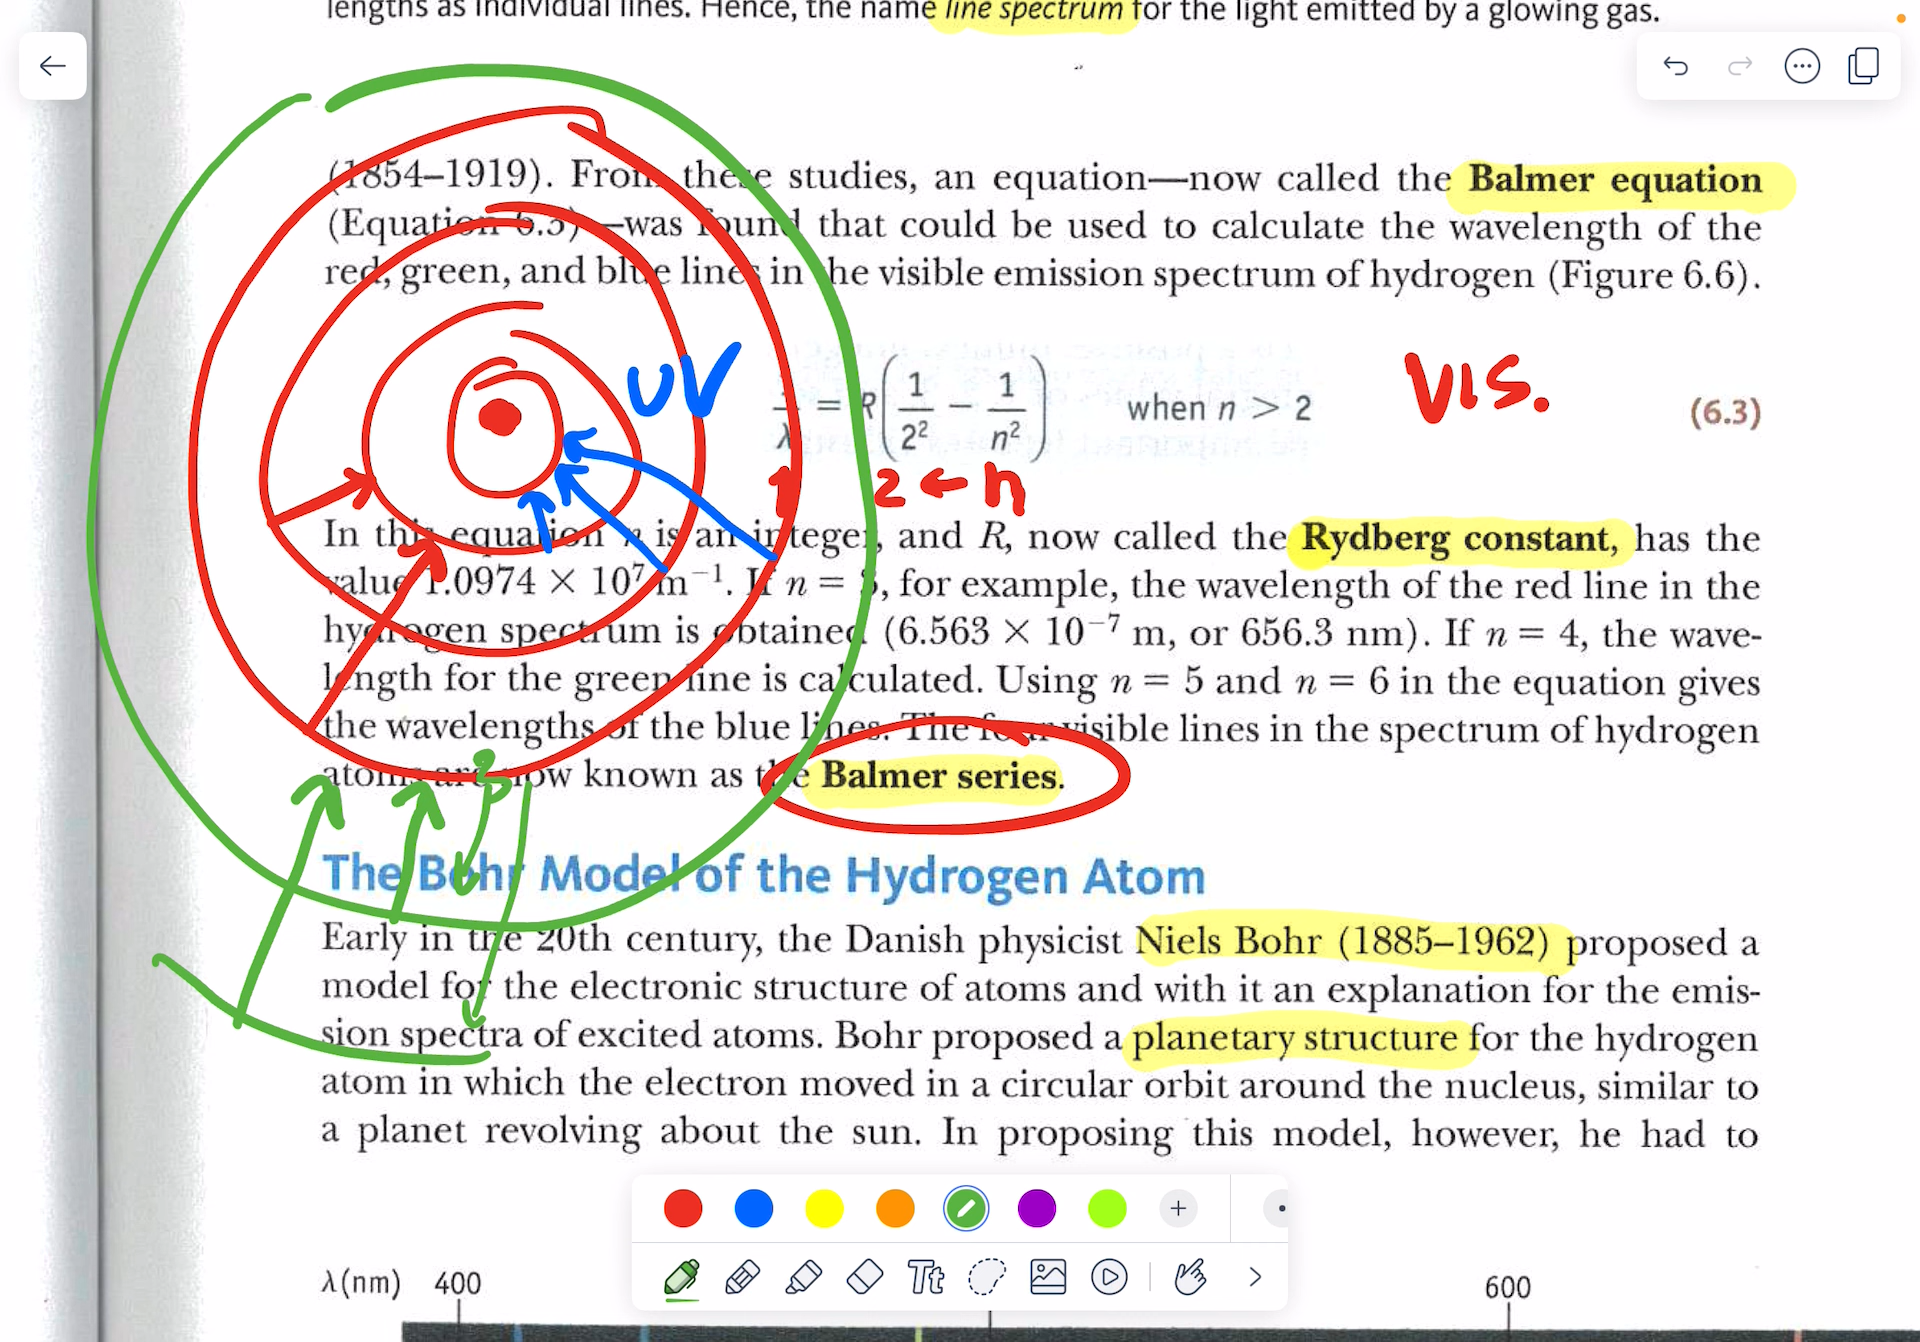 lengths as individual lines. Hence, the name line spectrum for the light emitted by a glowing gas.
(1854–1919). From these studies, an equation—now called the Balmer equation
(Equation 6.3)—was found that could be used to calculate the wavelength of the
red, green, and blue lines in the visible emission spectrum of hydrogen (Figure 6.6).
UV
1/λ = R(1/2² − 1/n²) when n > 2 VIS. (6.3)
2 ← n
In this equation n is an integer, and R, now called the Rydberg constant, has the
value 1.0974 × 10⁷ m⁻¹. If n = 3, for example, the wavelength of the red line in the
hydrogen spectrum is obtained (6.563 × 10⁻⁷ m, or 656.3 nm). If n = 4, the wave-
length for the green line is calculated. Using n = 5 and n = 6 in the equation gives
the wavelengths of the blue lines. The four visible lines in the spectrum of hydrogen
atoms are now known as the Balmer series.
3
The Bohr Model of the Hydrogen Atom
Early in the 20th century, the Danish physicist Niels Bohr (1885–1962) proposed a
model for the electronic structure of atoms and with it an explanation for the emis-
sion spectra of excited atoms. Bohr proposed a planetary structure for the hydrogen
atom in which the electron moved in a circular orbit around the nucleus, similar to
a planet revolving about the sun. In proposing this model, however, he had to
Tt
λ(nm) 400 600